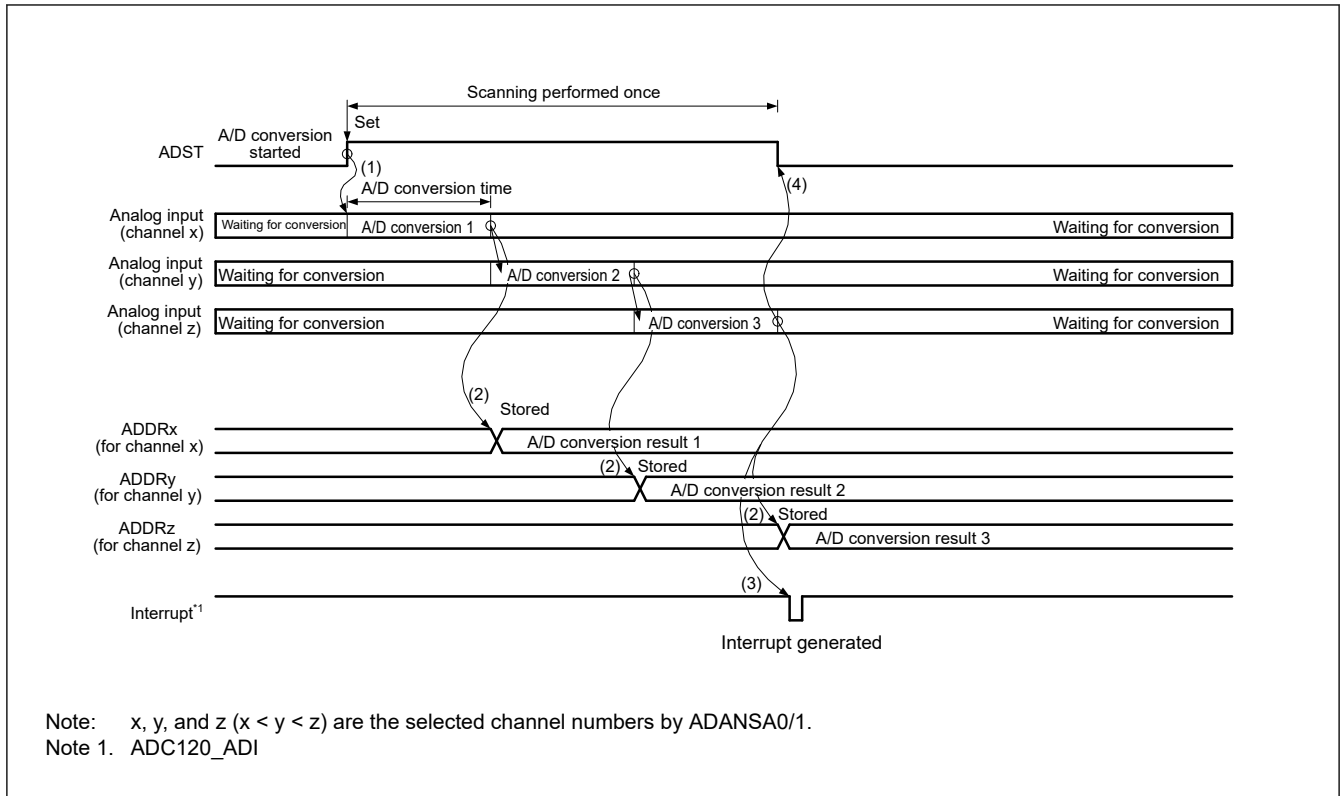 Scanning performed once
Set
A/D conversion
started
ADST
(1)
(4)
A/D conversion time
Analog input
(channel x)
Waiting for conversion
A/D conversion 1
Waiting for conversion
Analog input
(channel y)
Waiting for conversion
A/D conversion 2
Waiting for conversion
Analog input
(channel z)
Waiting for conversion
A/D conversion 3
Waiting for conversion
(2)
Stored
ADDRx
(for channel x)
A/D conversion result 1
(2)
Stored
ADDRy
(for channel y)
A/D conversion result 2
(2)
Stored
ADDRz
(for channel z)
A/D conversion result 3
(3)
Interrupt*1
Interrupt generated
Note: x, y, and z (x < y < z) are the selected channel numbers by ADANSA0/1.
Note 1. ADC120_ADI